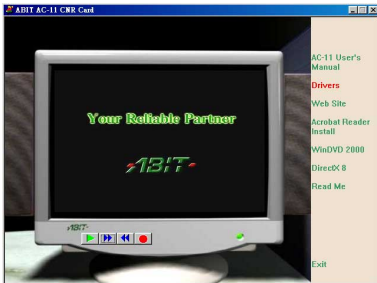 ABIT AC-11 CNR Card
Your Reliable Partner
ABIT
ABIT
AC-11 User's
Manual
Drivers
Web Site
Acrobat Reader
Install
WinDVD 2000
DirectX 8
Read Me
Exit